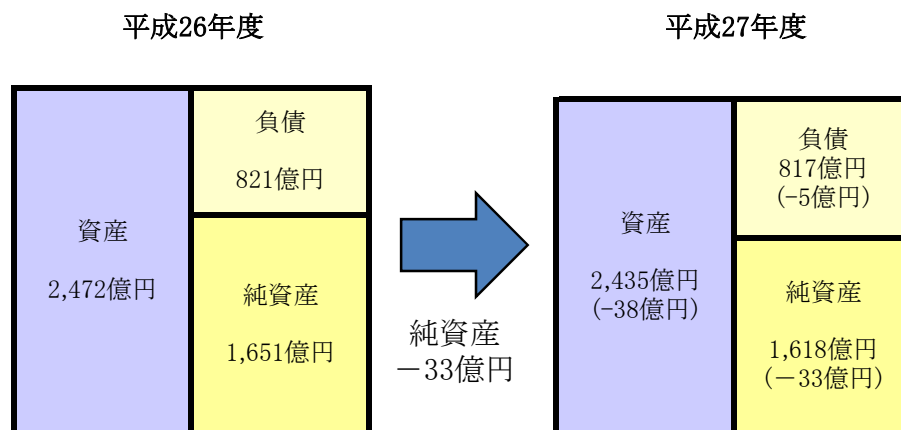 平成26年度
資産
2,472億円
負債
821億円
純資産
1,651億円
純資産
－33億円
平成27年度
資産
2,435億円
(-38億円)
負債
817億円
(-5億円)
純資産
1,618億円
(－33億円)